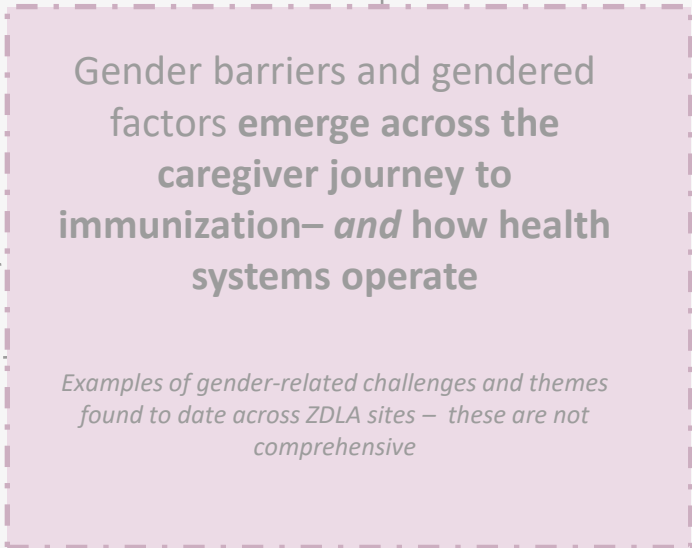 Gender barriers and gendered
factors emerge across the
caregiver journey to
immunization– and how health
systems operate
Examples of gender-related challenges and themes
found to date across ZDLA sites – these are not
comprehensive